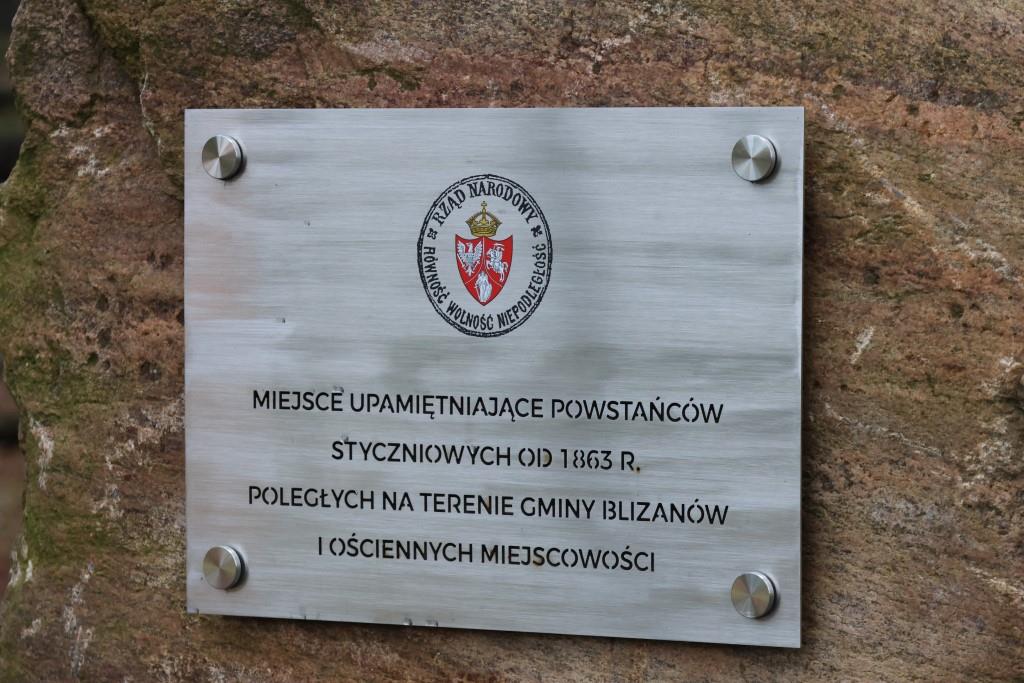 RZĄD NARODOWY
RÓWNOŚĆ WOLNOŚĆ NIEPODLEGŁOŚĆ
MIEJSCE UPAMIĘTNIAJĄCE POWSTAŃCÓW
STYCZNIOWYCH OD 1863 R.
POLEGŁYCH NA TERENIE GMINY BLIZANÓW
I OŚCIENNYCH MIEJSCOWOŚCI